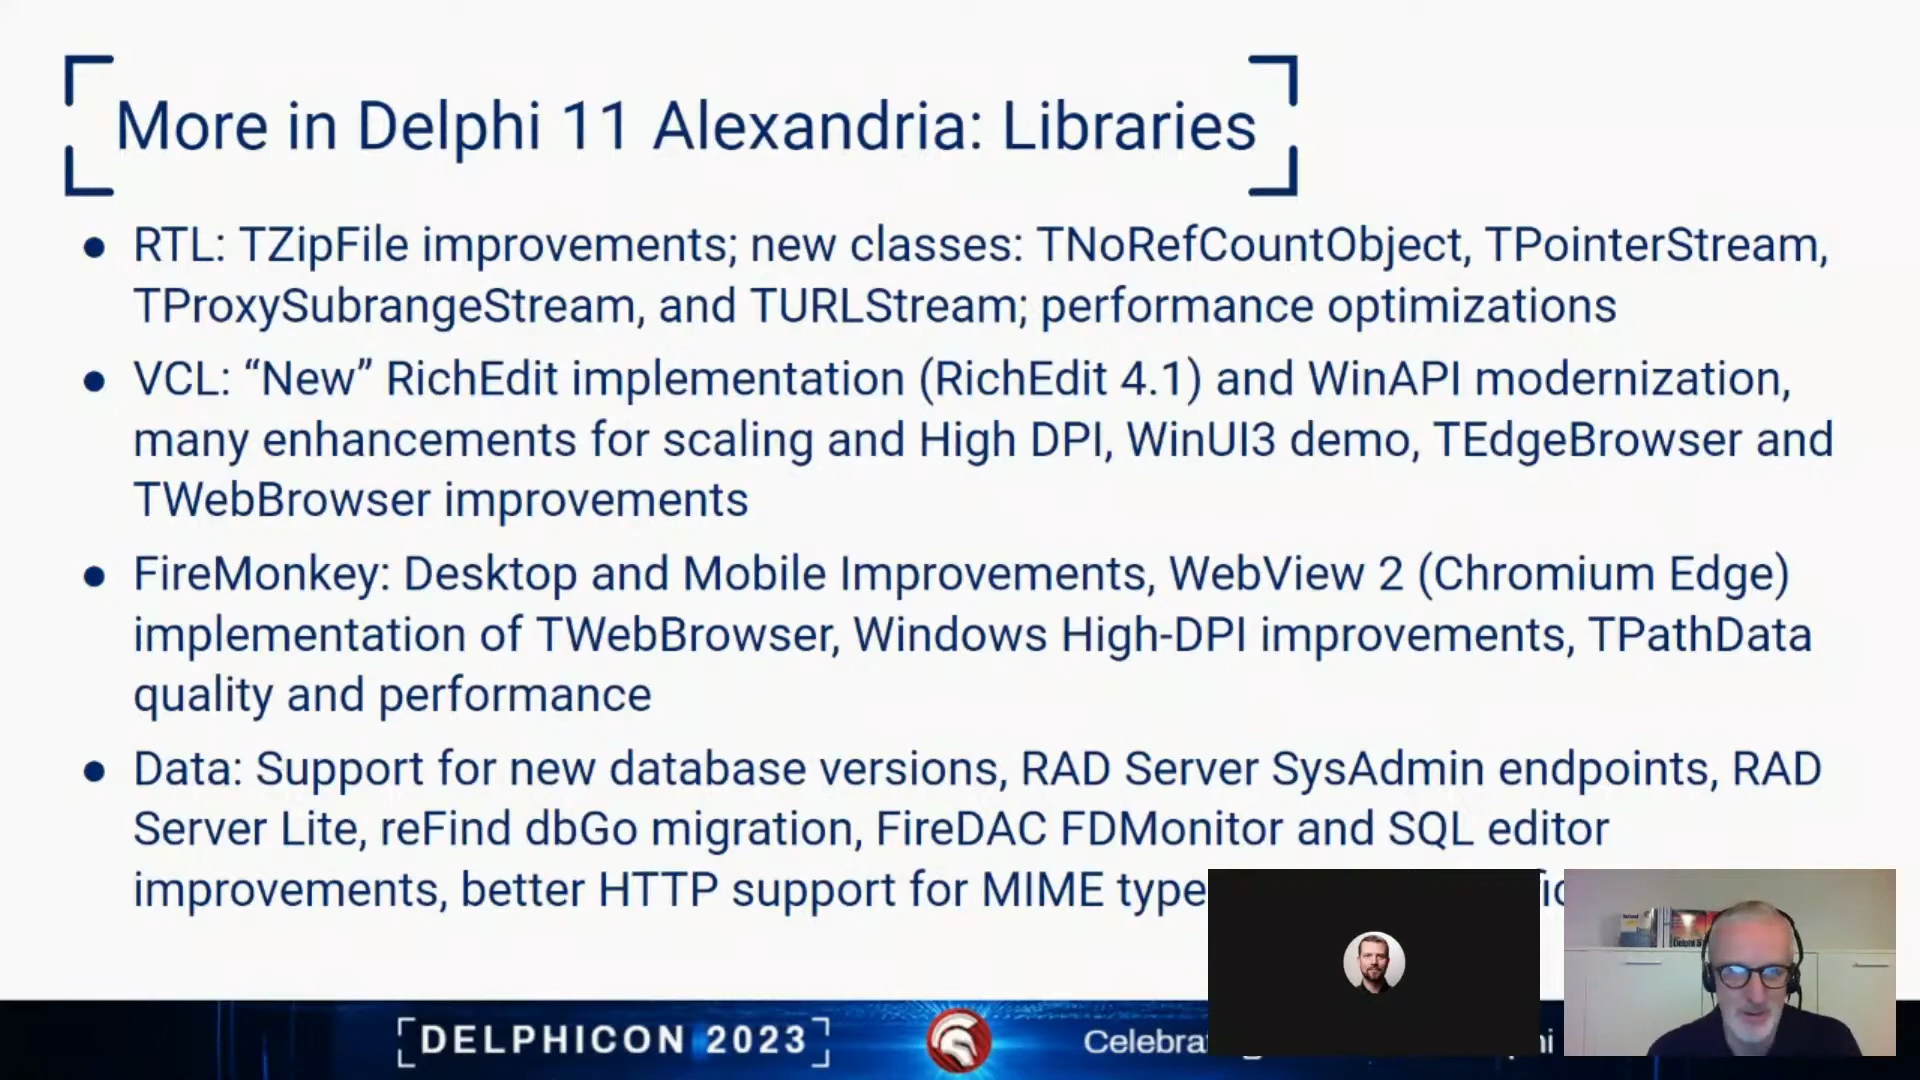 More in Delphi 11 Alexandria: Libraries
● RTL: TZipFile improvements; new classes: TNoRefCountObject, TPointerStream,
TProxySubrangeStream, and TURLStream; performance optimizations
● VCL: “New” RichEdit implementation (RichEdit 4.1) and WinAPI modernization,
many enhancements for scaling and High DPI, WinUI3 demo, TEdgeBrowser and
TWebBrowser improvements
● FireMonkey: Desktop and Mobile Improvements, WebView 2 (Chromium Edge)
implementation of TWebBrowser, Windows High-DPI improvements, TPathData
quality and performance
● Data: Support for new database versions, RAD Server SysAdmin endpoints, RAD
Server Lite, reFind dbGo migration, FireDAC FDMonitor and SQL editor
improvements, better HTTP support for MIME type
DELPHICON 2023